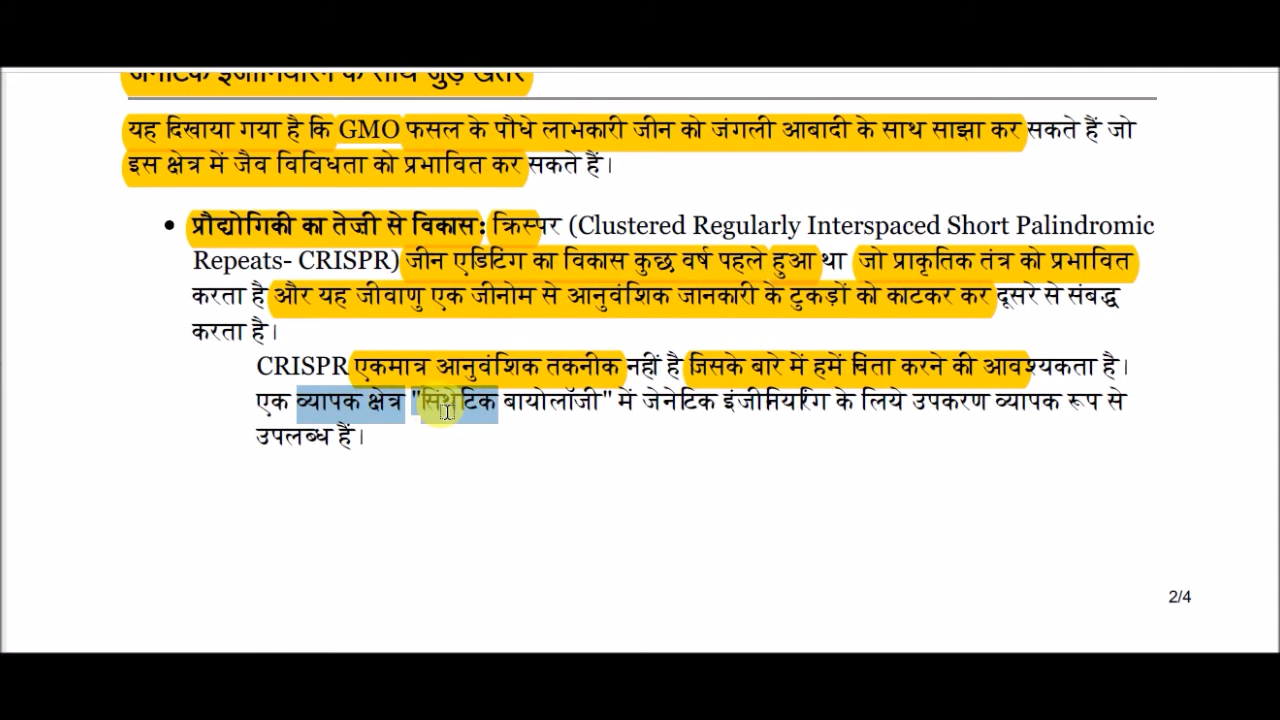 जेनेटिक इंजीनियरिंग के साथ जुड़े खतरे
यह दिखाया गया है कि GMO फसल के पौधे लाभकारी जीन को जंगली आबादी के साथ साझा कर सकते हैं जो
इस क्षेत्र में जैव विविधता को प्रभावित कर सकते हैं।
प्रौद्योगिकी का तेजी से विकास: क्रिस्पर (Clustered Regularly Interspaced Short Palindromic
Repeats- CRISPR) जीन एडिटिंग का विकास कुछ वर्ष पहले हुआ था जो प्राकृतिक तंत्र को प्रभावित
करता है और यह जीवाणु एक जीनोम से आनुवंशिक जानकारी के टुकड़ों को काटकर कर दूसरे से संबद्ध
करता है।
CRISPR एकमात्र आनुवंशिक तकनीक नहीं है जिसके बारे में हमें चिंता करने की आवश्यकता है।
एक व्यापक क्षेत्र "सिंथेटिक बायोलॉजी" में जेनेटिक इंजीनियरिंग के लिये उपकरण व्यापक रूप से
उपलब्ध हैं।
2/4